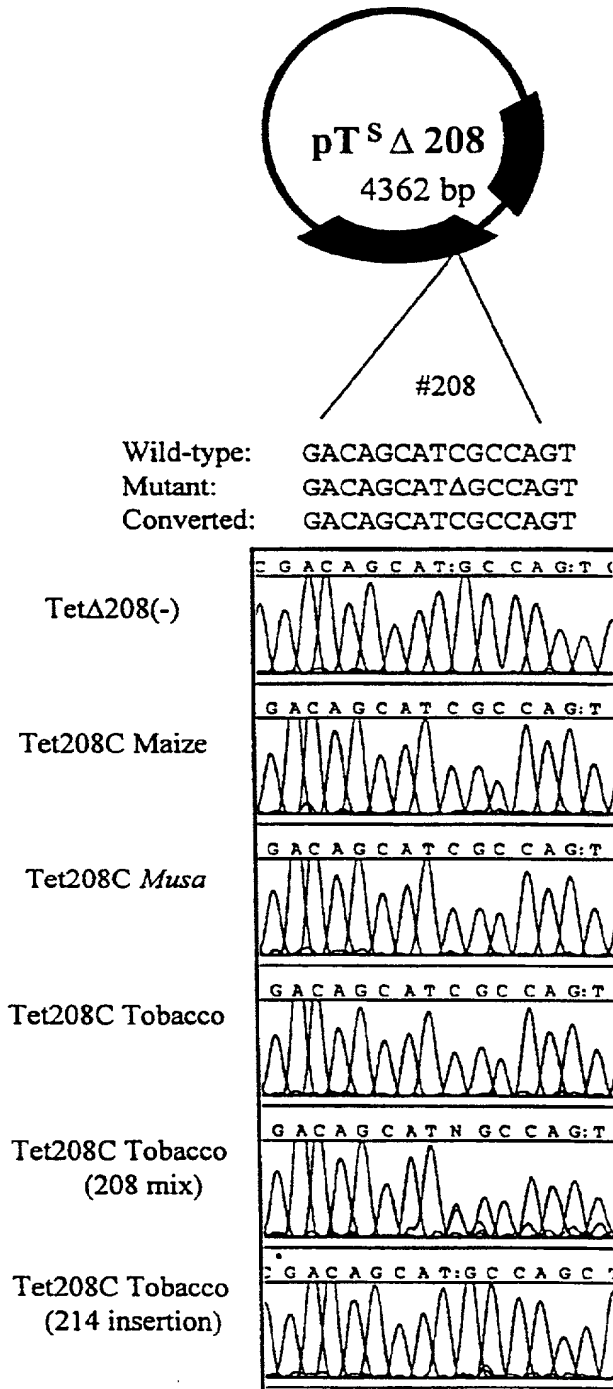 pT S Δ 208
4362 bp
#208
Wild-type: GACAGCATCGCCAGT
Mutant: GACAGCATΔGCCAGT
Converted: GACAGCATCGCCAGT
C G A C A G C A T : G C C A G : T C
TetΔ208(-)
G A C A G C A T C G C C A G : T
Tet208C Maize
G A C A G C A T C G C C A G : T
Tet208C Musa
G A C A G C A T C G C C A G : T
Tet208C Tobacco
G A C A G C A T N G C C A G : T
Tet208C Tobacco
(208 mix)
C G A C A G C A T : G C C A G C T
Tet208C Tobacco
(214 insertion)